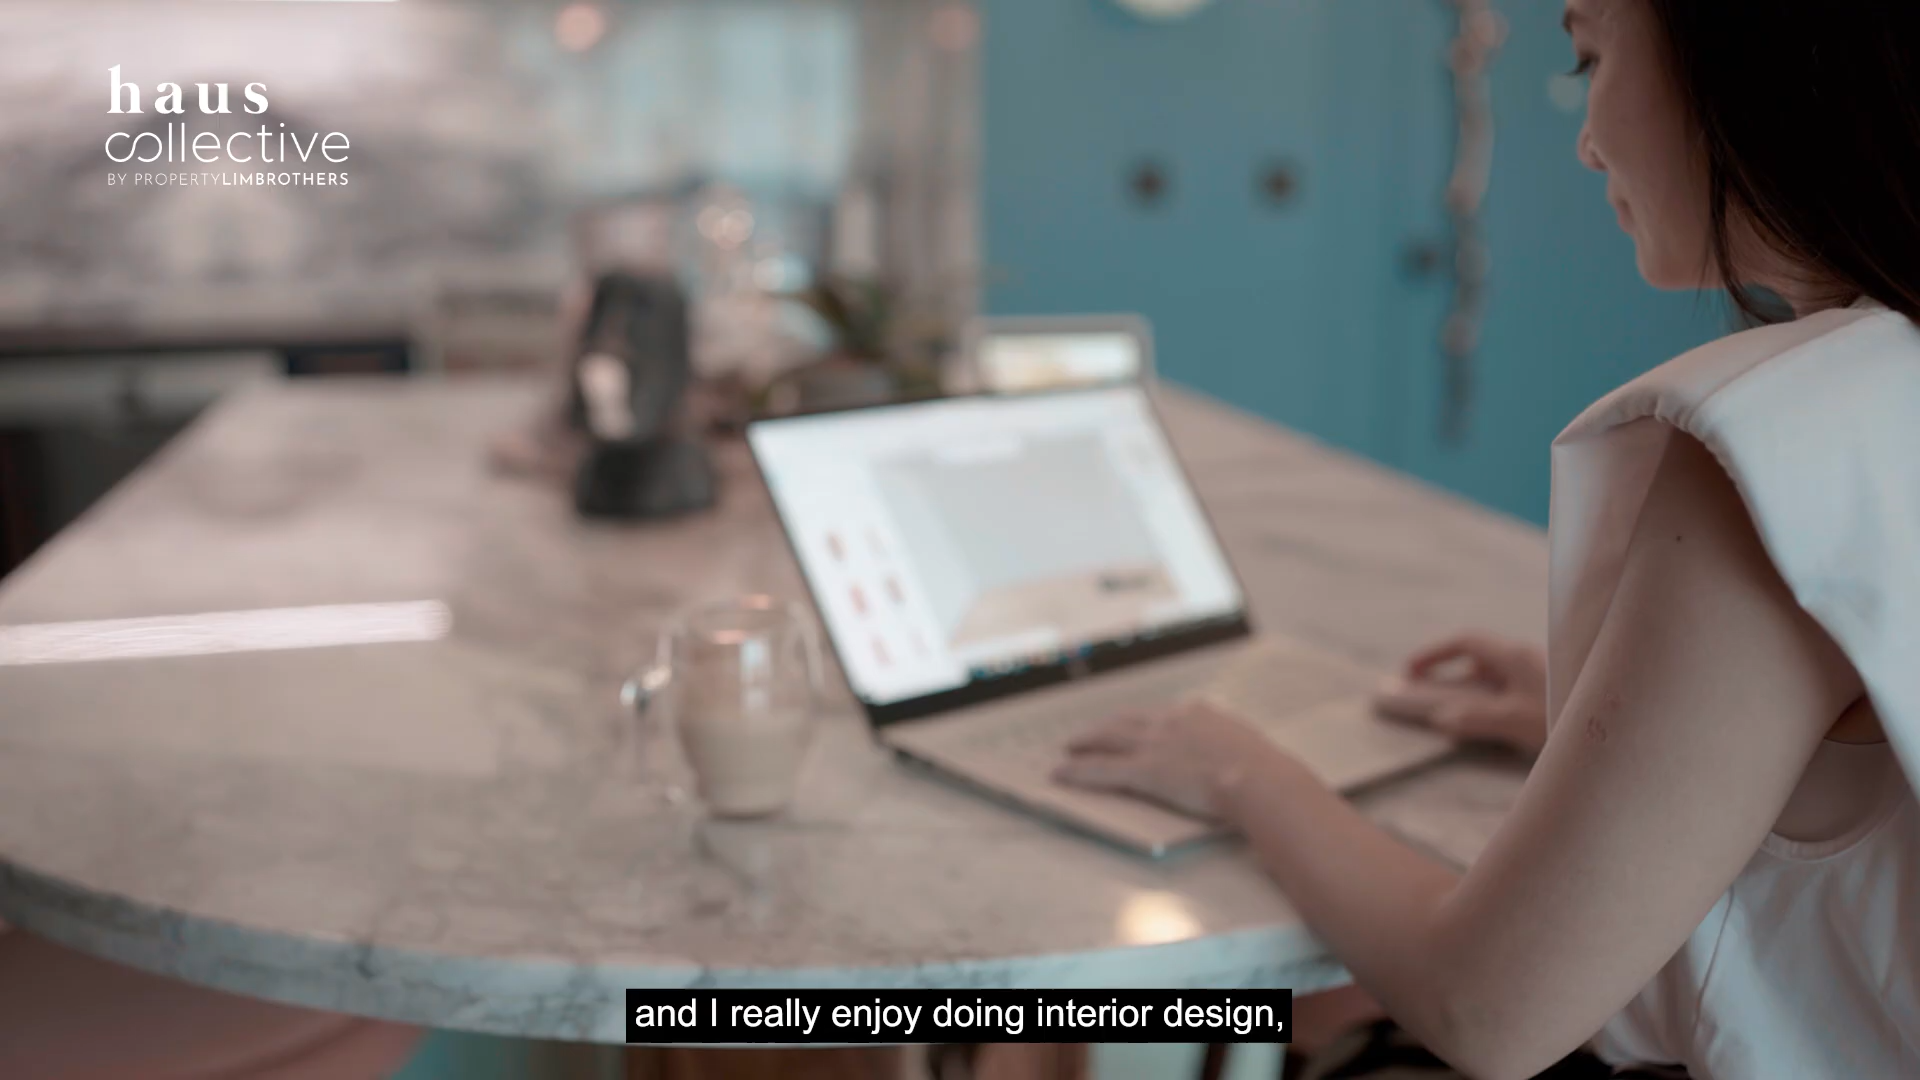 haus
collective
BY PROPERTYLIMBROTHERS
and I really enjoy doing interior design,